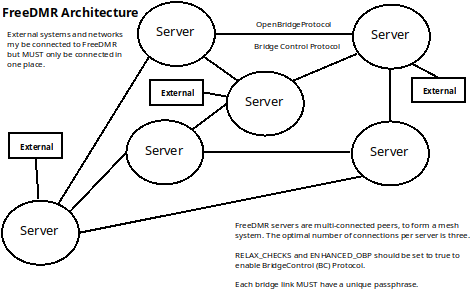 FreeDMR Architecture
External systems and networks
my be connected to FreeDMR
but MUST only be connected in
one place.
Server
OpenBridgeProtocol
Bridge Control Protocol
Server
External
Server
External
External
Server
Server
Server
FreeDMR servers are multi-connected peers, to form a mesh
system. The optimal number of connections per server is three.
RELAX_CHECKS and ENHANCED_OBP should be set to true to
enable BridgeControl (BC) Protocol.
Each bridge link MUST have a unique passphrase.